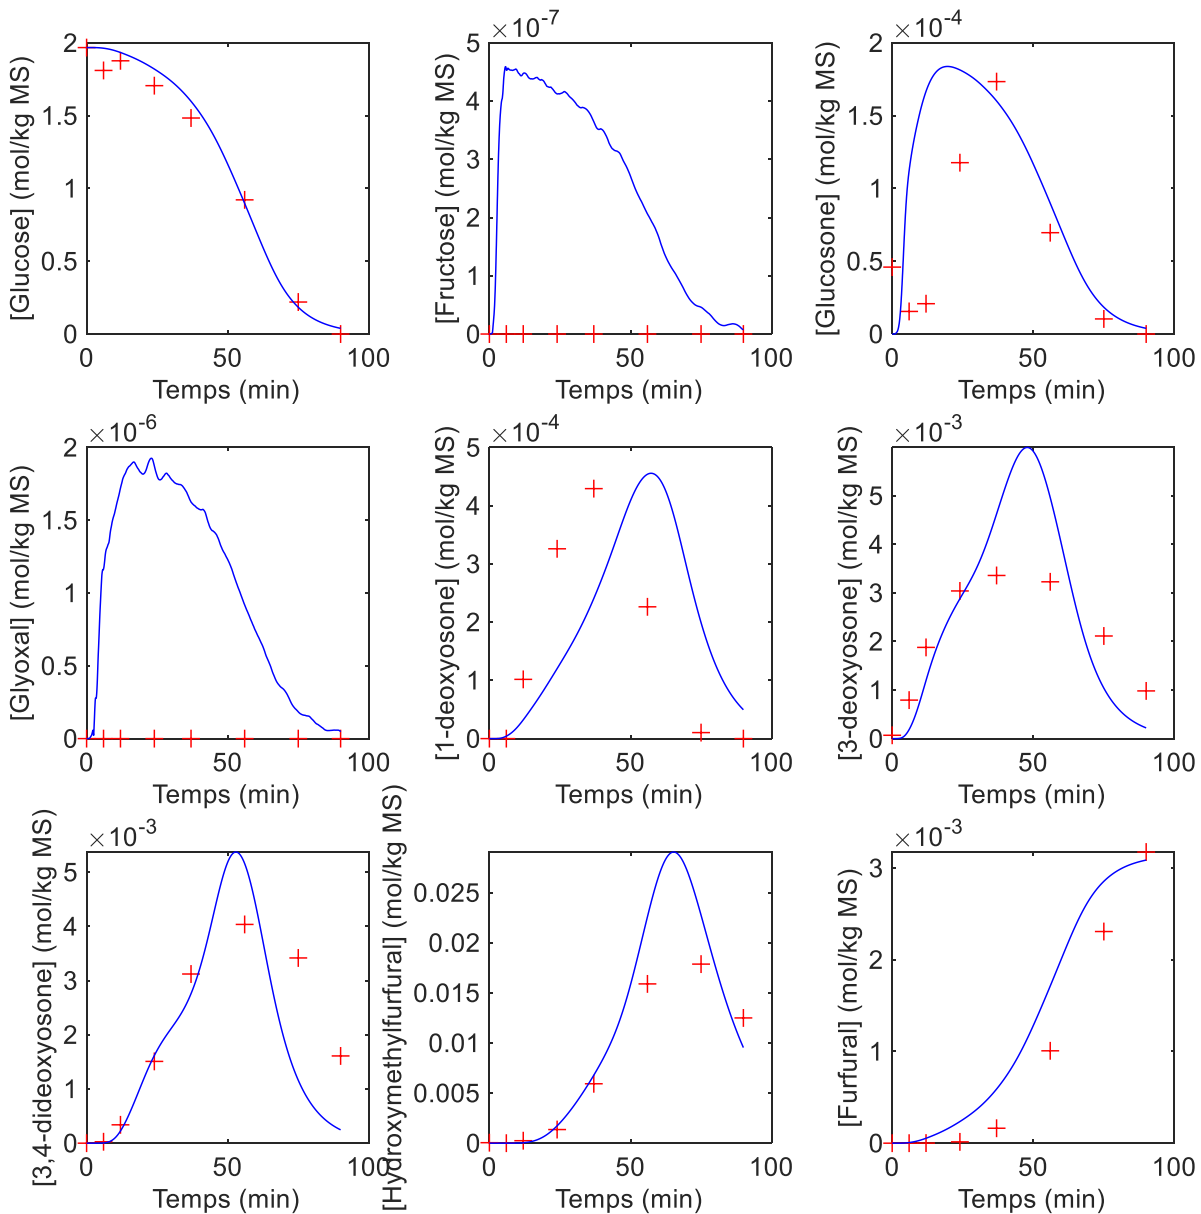 ×10-7
×10-4
[Glucose] (mol/kg MS)
2
1.5
1
0.5
0
0 50 100
Temps (min)
[Fructose] (mol/kg MS)
5
4
3
2
1
0
0 50 100
Temps (min)
[Glucosone] (mol/kg MS)
2
1.5
1
0.5
0
0 50 100
Temps (min)
×10-6
[Glyoxal] (mol/kg MS)
2
1.5
1
0.5
0
0 50 100
Temps (min)
×10-4
[1-deoxyosone] (mol/kg MS)
5
4
3
2
1
0
0 50 100
Temps (min)
×10-3
[3-deoxyosone] (mol/kg MS)
5
4
3
2
1
0
0 50 100
Temps (min)
×10-3
[3,4-dideoxyosone] (mol/kg MS)
5
4
3
2
1
0
0 50 100
Temps (min)
[Hydroxymethylfurfural] (mol/kg MS)
0.025
0.02
0.015
0.01
0.005
0
0 50 100
Temps (min)
×10-3
[Furfural] (mol/kg MS)
3
2
1
0
0 50 100
Temps (min)